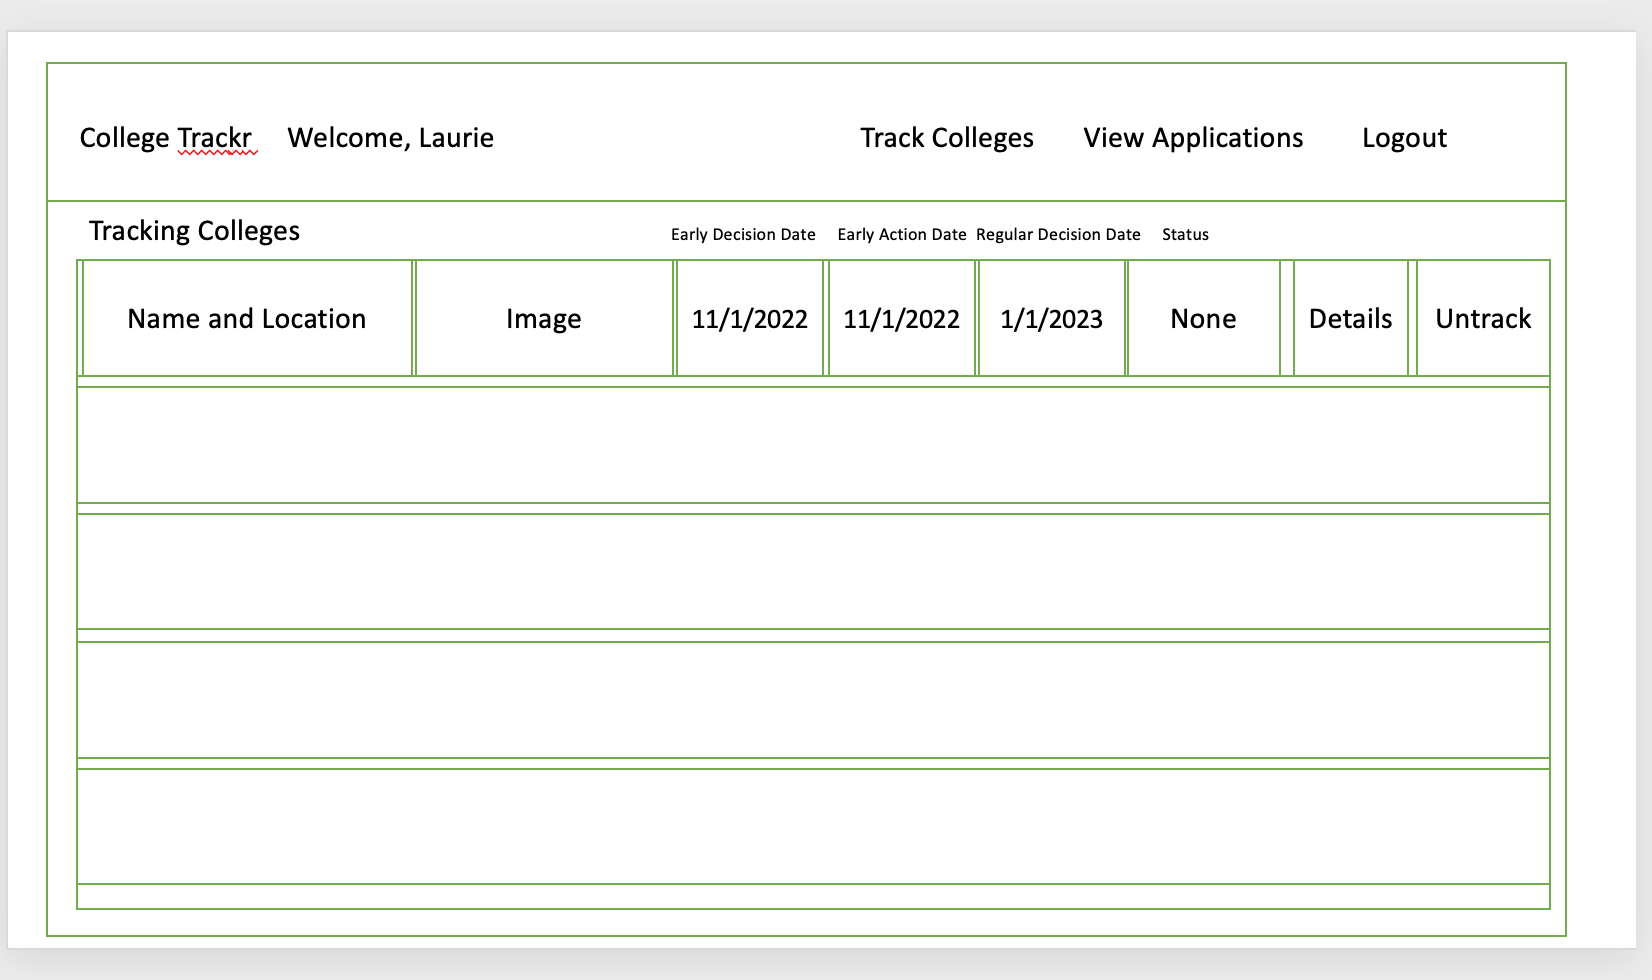 College Trackr Welcome, Laurie Track Colleges View Applications Logout
Tracking Colleges Early Decision Date Early Action Date Regular Decision Date Status
Name and Location Image 11/1/2022 11/1/2022 1/1/2023 None Details Untrack